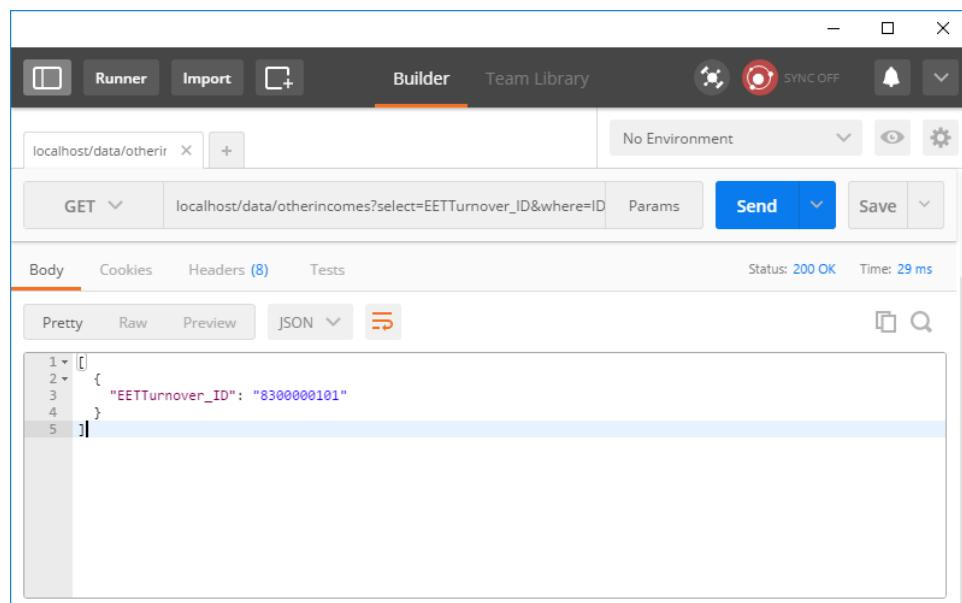 Runner Import Builder Team Library SYNC OFF
No Environment
localhost/data/otherir
GET localhost/data/otherincomes?select=EETTurnover_ID&where=ID Params Send Save
Body Cookies Headers (8) Tests Status: 200 OK Time: 29 ms
Pretty Raw Preview JSON
1 [
2 {
3 "EETTurnover_ID": "8300000101"
4 }
5 ]